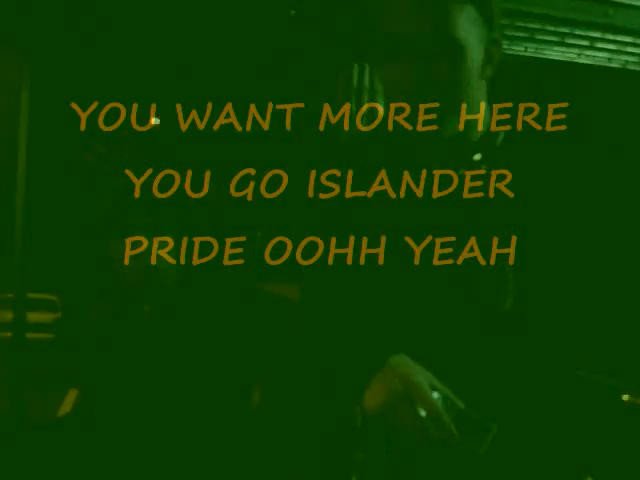 YOU WANT MORE HERE
YOU GO ISLANDER
PRIDE OOHH YEAH